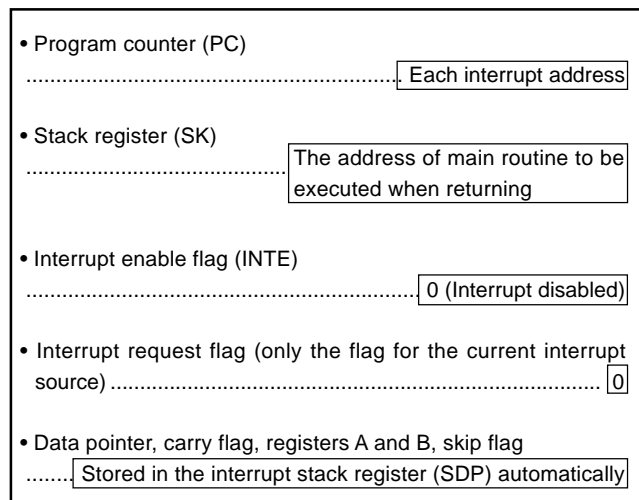 • Program counter (PC)
............................................................... Each interrupt address
• Stack register (SK)
.............................................. The address of main routine to be
executed when returning
• Interrupt enable flag (INTE)
.................................................................. 0 (Interrupt disabled)
• Interrupt request flag (only the flag for the current interrupt
source) ................................................................................... 0
• Data pointer, carry flag, registers A and B, skip flag
........ Stored in the interrupt stack register (SDP) automatically